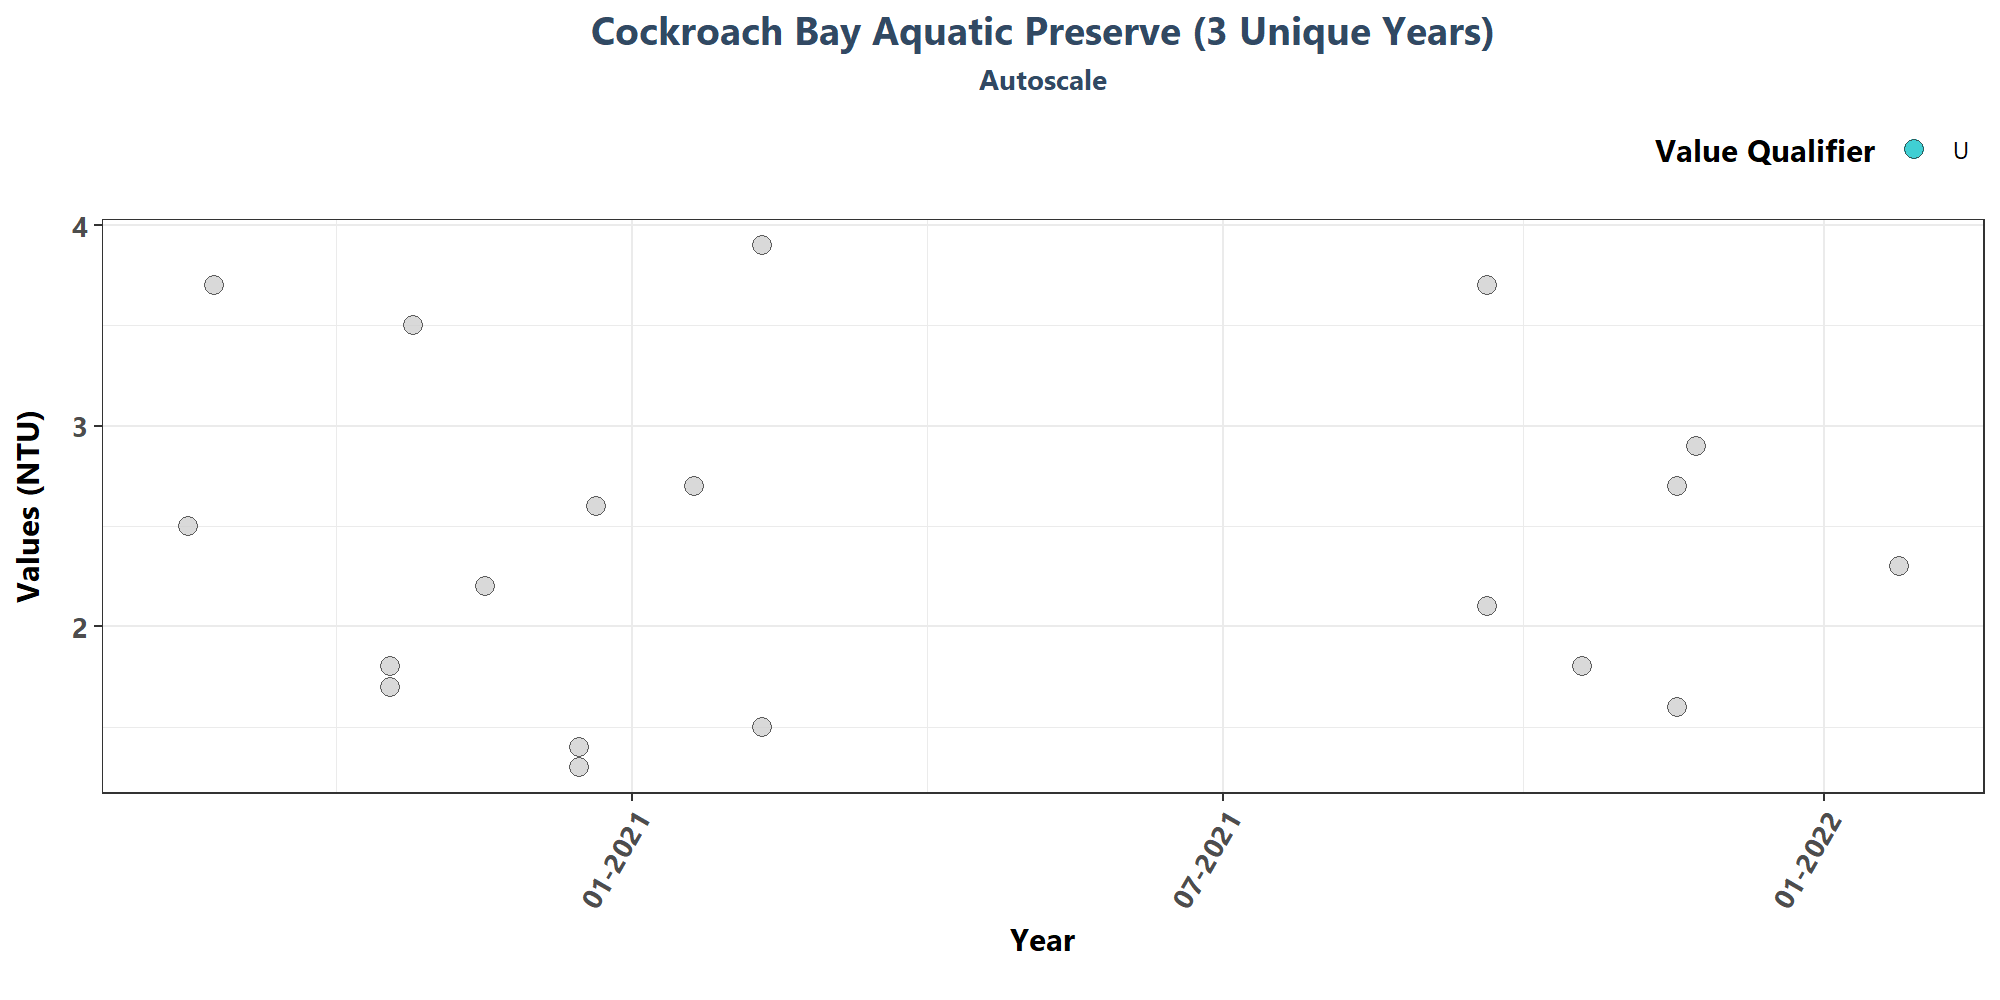 Cockroach Bay Aquatic Preserve (3 Unique Years)
Autoscale
Value Qualifier U
4
3
2
Values (NTU)
01-2021
07-2021
01-2022
Year